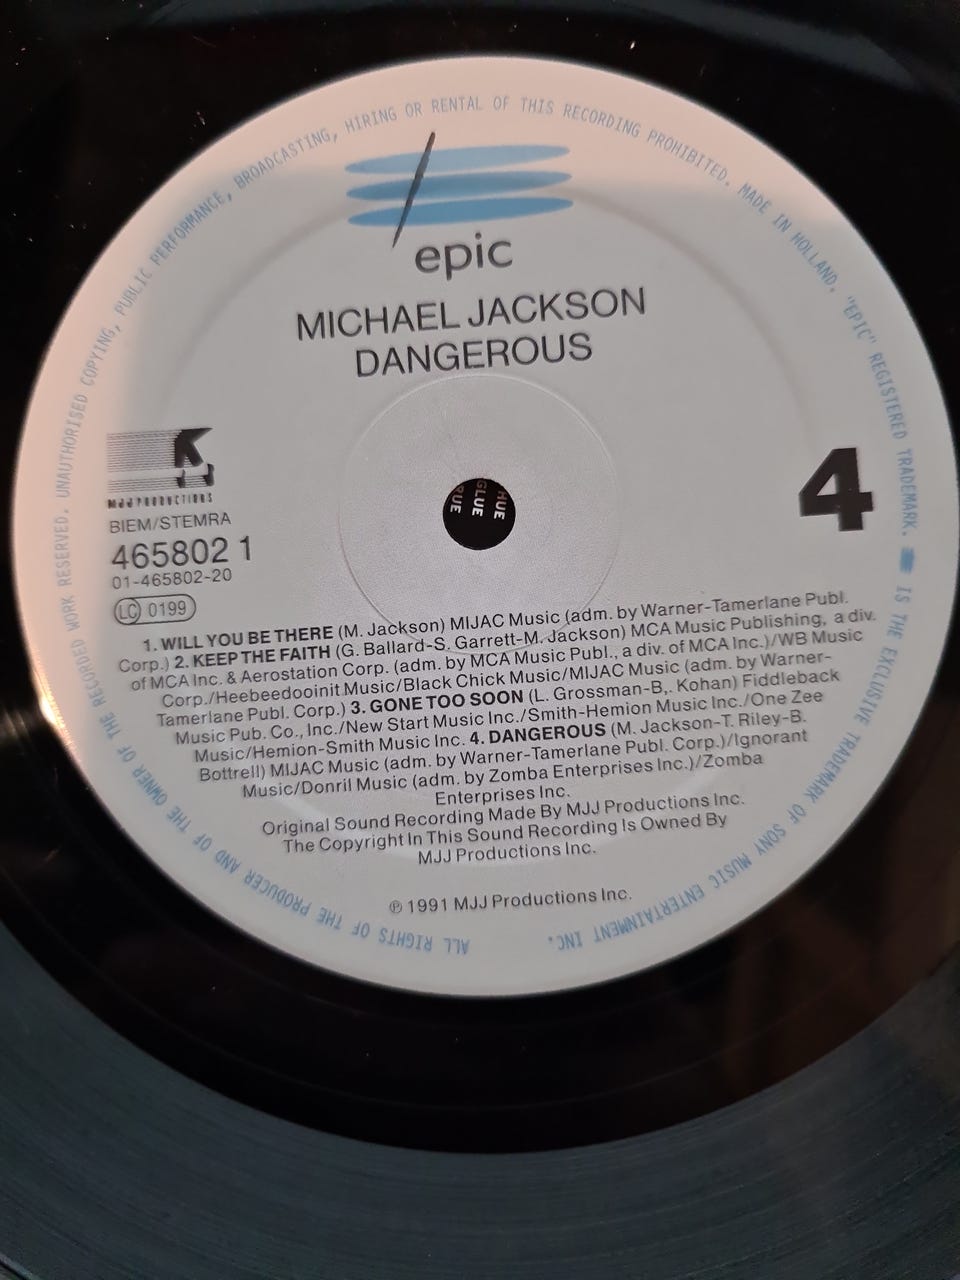 ALL RIGHTS OF THE PRODUCER AND OF THE OWNER OF THE RECORDED WORK RESERVED. UNAUTHORISED COPYING, PUBLIC PERFORMANCE, BROADCASTING, HIRING OR RENTAL OF THIS RECORDING PROHIBITED. MADE IN HOLLAND. "EPIC" REGISTERED TRADEMARK. IS THE EXCLUSIVE TRADEMARK OF SONY MUSIC ENTERTAINMENT INC.
epic
MICHAEL JACKSON
DANGEROUS
MJJ PRODUCTIONS
BIEM/STEMRA
465802 1
01-465802-20
LC 0199
4
HUE
GLUE
1. WILL YOU BE THERE (M. Jackson) MIJAC Music (adm. by Warner-Tamerlane Publ.
Corp.) 2. KEEP THE FAITH (G. Ballard-S. Garrett-M. Jackson) MCA Music Publishing, a div.
of MCA Inc. & Aerostation Corp. (adm. by MCA Music Publ., a div. of MCA Inc.)/WB Music
Corp./Heebeedooinit Music/Black Chick Music/MIJAC Music (adm. by Warner-
Tamerlane Publ. Corp.) 3. GONE TOO SOON (L. Grossman-B,. Kohan) Fiddleback
Music Pub. Co., Inc./New Start Music Inc./Smith-Hemion Music Inc./One Zee
Music/Hemion-Smith Music Inc. 4. DANGEROUS (M. Jackson-T. Riley-B.
Bottrell) MIJAC Music (adm. by Warner-Tamerlane Publ. Corp.)/Ignorant
Music/Donril Music (adm. by Zomba Enterprises Inc.)/Zomba
Enterprises Inc.
Original Sound Recording Made By MJJ Productions Inc.
The Copyright In This Sound Recording Is Owned By
MJJ Productions Inc.
℗ 1991 MJJ Productions Inc.